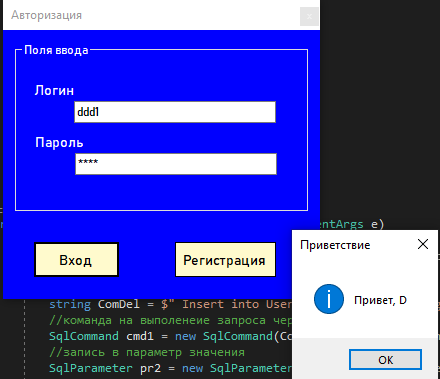 Авторизация
Поля ввода
Логин
ddd1
Пароль
****
entArgs e)
Вход
Регистрация
Приветствие
Привет, D
OK
string ComDel = $" Insert into User
//команда на выполенеие запроса чер
SqlCommand cmd1 = new SqlCommand(Co
//запись в параметр значения
SqlParameter pr2 = new SqlParameter